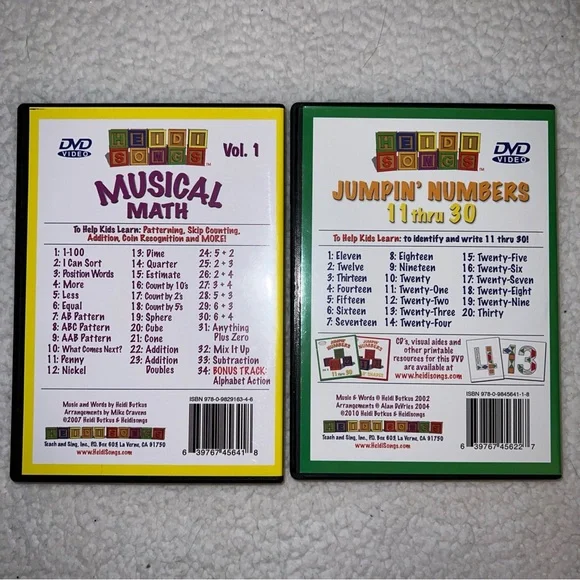 DVD VIDEO
HEIDI
SONGS™
Vol. 1
MUSICAL
MATH
To Help Kids Learn: Patterning, Skip Counting,
Addition, Coin Recognition and MORE!
1: 1-100
2: I Can Sort
3: Position Words
4: More
5: Less
6: Equal
7: AB Pattern
8: ABC Pattern
9: AAB Pattern
10: What Comes Next?
11: Penny
12: Nickel
13: Dime
14: Quarter
15: Estimate
16: Count by 10's
17: Count by 2's
18: Count by 5's
19: Sphere
20: Cube
21: Cone
22: Addition
23: Addition
Doubles
24: 5 + 2
25: 2 + 3
26: 2 + 4
27: 3 + 4
28: 5 + 3
29: 6 + 3
30: 6 + 4
31: Anything
Plus Zero
32: Mix It Up
33: Subtraction
34: BONUS TRACK:
Alphabet Action
Music and Words by Heidi Butkus
Arrangements by Mike Cravens
©2007 Heidi Butkus & Heidisongs
HEIDISONGS
Teach and Sing, Inc., P.O. Box 603, La Verne, CA 91750
www.HeidiSongs.com
ISBN 978-0-9829163-4-6
6 39767 45641 8
HEIDI
SONGS™
DVD VIDEO
JUMPIN' NUMBERS
11 thru 30
To Help Kids Learn: to identify and write 11 thru 30!
1: Eleven
2: Twelve
3: Thirteen
4: Fourteen
5: Fifteen
6: Sixteen
7: Seventeen
8: Eighteen
9: Nineteen
10: Twenty
11: Twenty-One
12: Twenty-Two
13: Twenty-Three
14: Twenty-Four
15: Twenty-Five
16: Twenty-Six
17: Twenty-Seven
18: Twenty-Eight
19: Twenty-Nine
20: Thirty
JUMPIN' NUMBERS
11 thru 30
JUMPIN' NUMBERS
CD's, visual aides
and other printable
resources for this DVD
are available at
www.heidisongs.com
4 13
Music & Words © Heidi Butkus 2002
Arrangements © Alan DeVries 2004
©2010 Heidi Butkus & Heidisongs
HEIDISONGS
Teach and Sing, Inc., P.O. Box 603, La Verne, CA 91750
www.HeidiSongs.com
ISBN 978-0-9845641-1-8
6 39767 45622 7